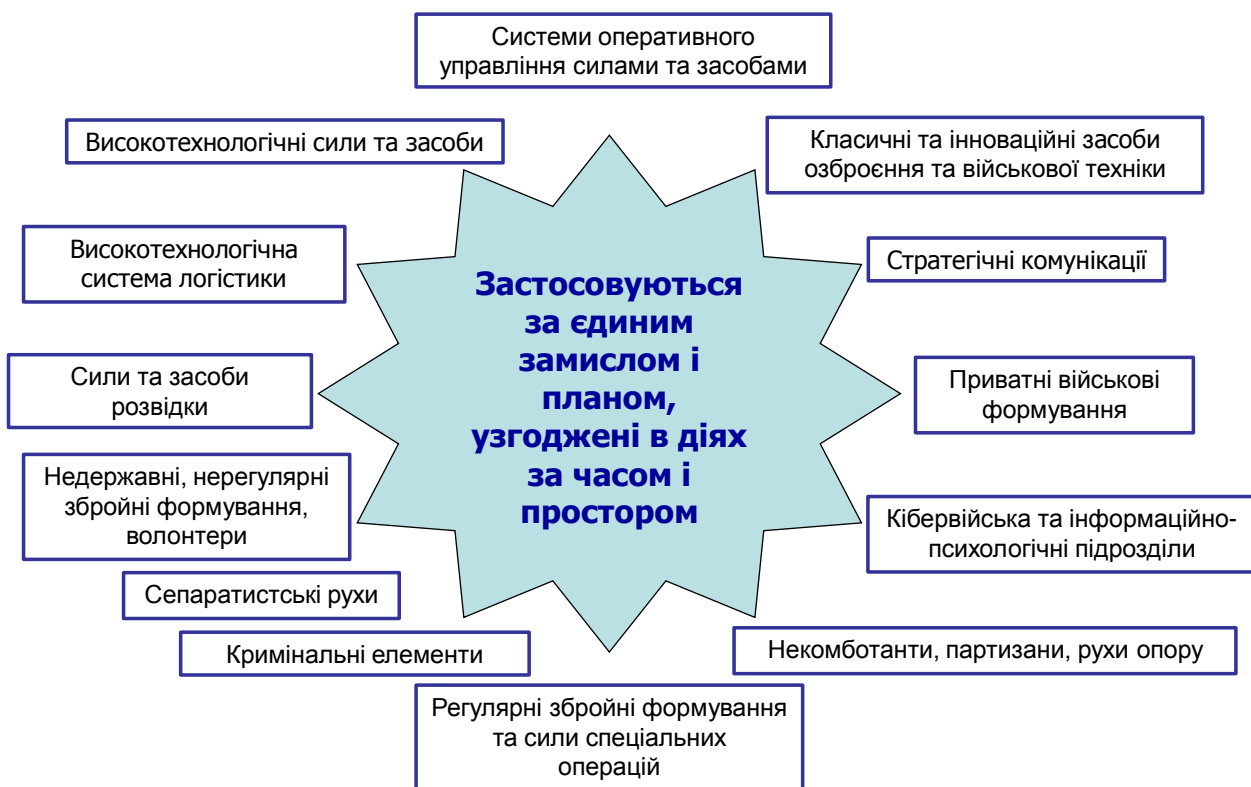 Системи оперативного
управління силами та засобами
Високотехнологічні сили та засоби
Класичні та інноваційні засоби
озброєння та військової техніки
Високотехнологічна
система логістики
Стратегічні комунікації
Застосовуються
за єдиним
замислом і
планом,
узгоджені в діях
за часом і
простором
Сили та засоби
розвідки
Приватні військові
формування
Недержавні, нерегулярні
збройні формування,
волонтери
Кібервійська та інформаційно-
психологічні підрозділи
Сепаратистські рухи
Кримінальні елементи
Некомботанти, партизани, рухи опору
Регулярні збройні формування
та сили спеціальних
операцій